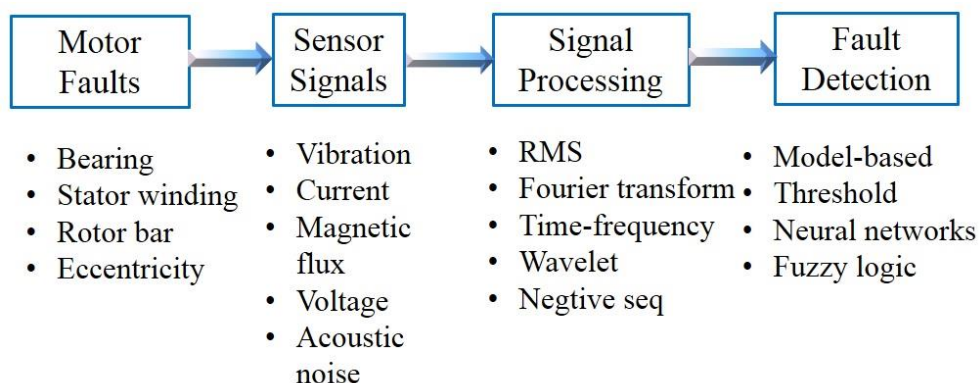 Motor
Faults
Sensor
Signals
Signal
Processing
Fault
Detection
• Bearing
• Stator winding
• Rotor bar
• Eccentricity
• Vibration
• Current
• Magnetic
flux
• Voltage
• Acoustic
noise
• RMS
• Fourier transform
• Time-frequency
• Wavelet
• Negtive seq
• Model-based
• Threshold
• Neural networks
• Fuzzy logic